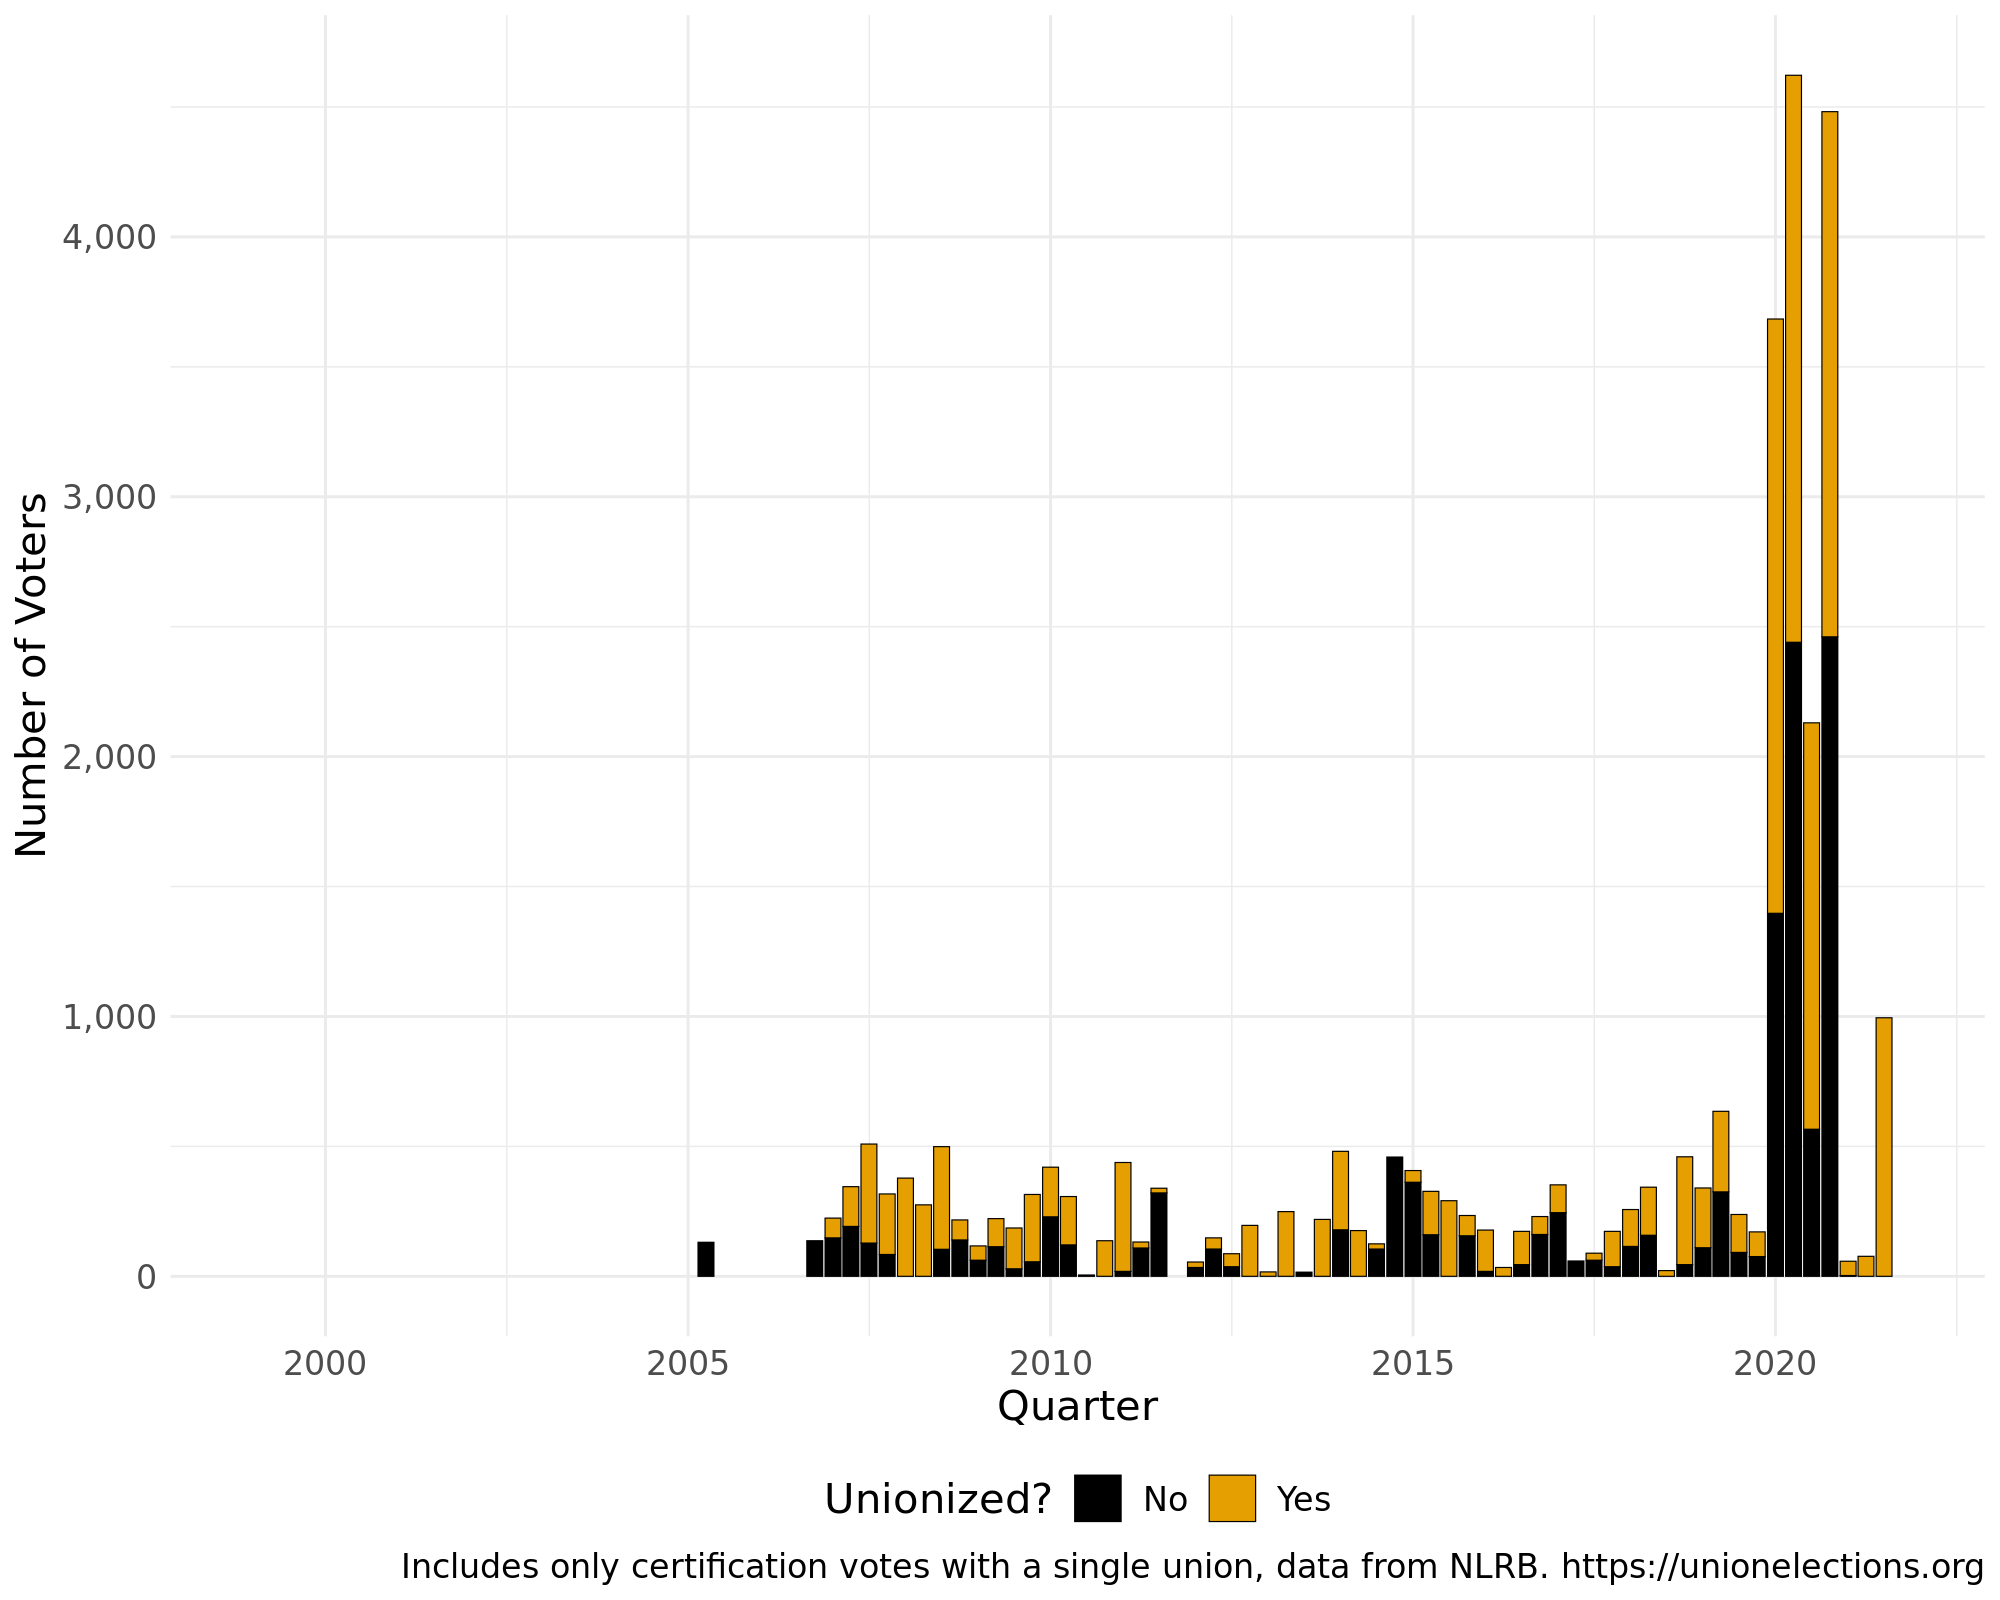 4,000
3,000
2,000
1,000
0
Number of Voters
2000 2005 2010 2015 2020
Quarter
Unionized? No Yes
Includes only certification votes with a single union, data from NLRB. https://unionelections.org